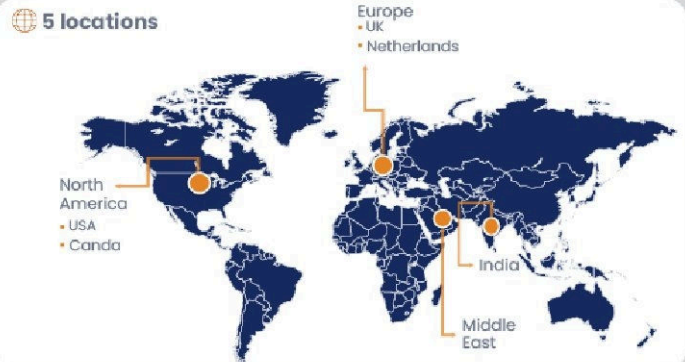 5 locations
Europe
▪ UK
▪ Netherlands
North
America
▪ USA
▪ Canda
India
Middle
East